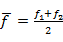 f̅ = f₁+f₂/2